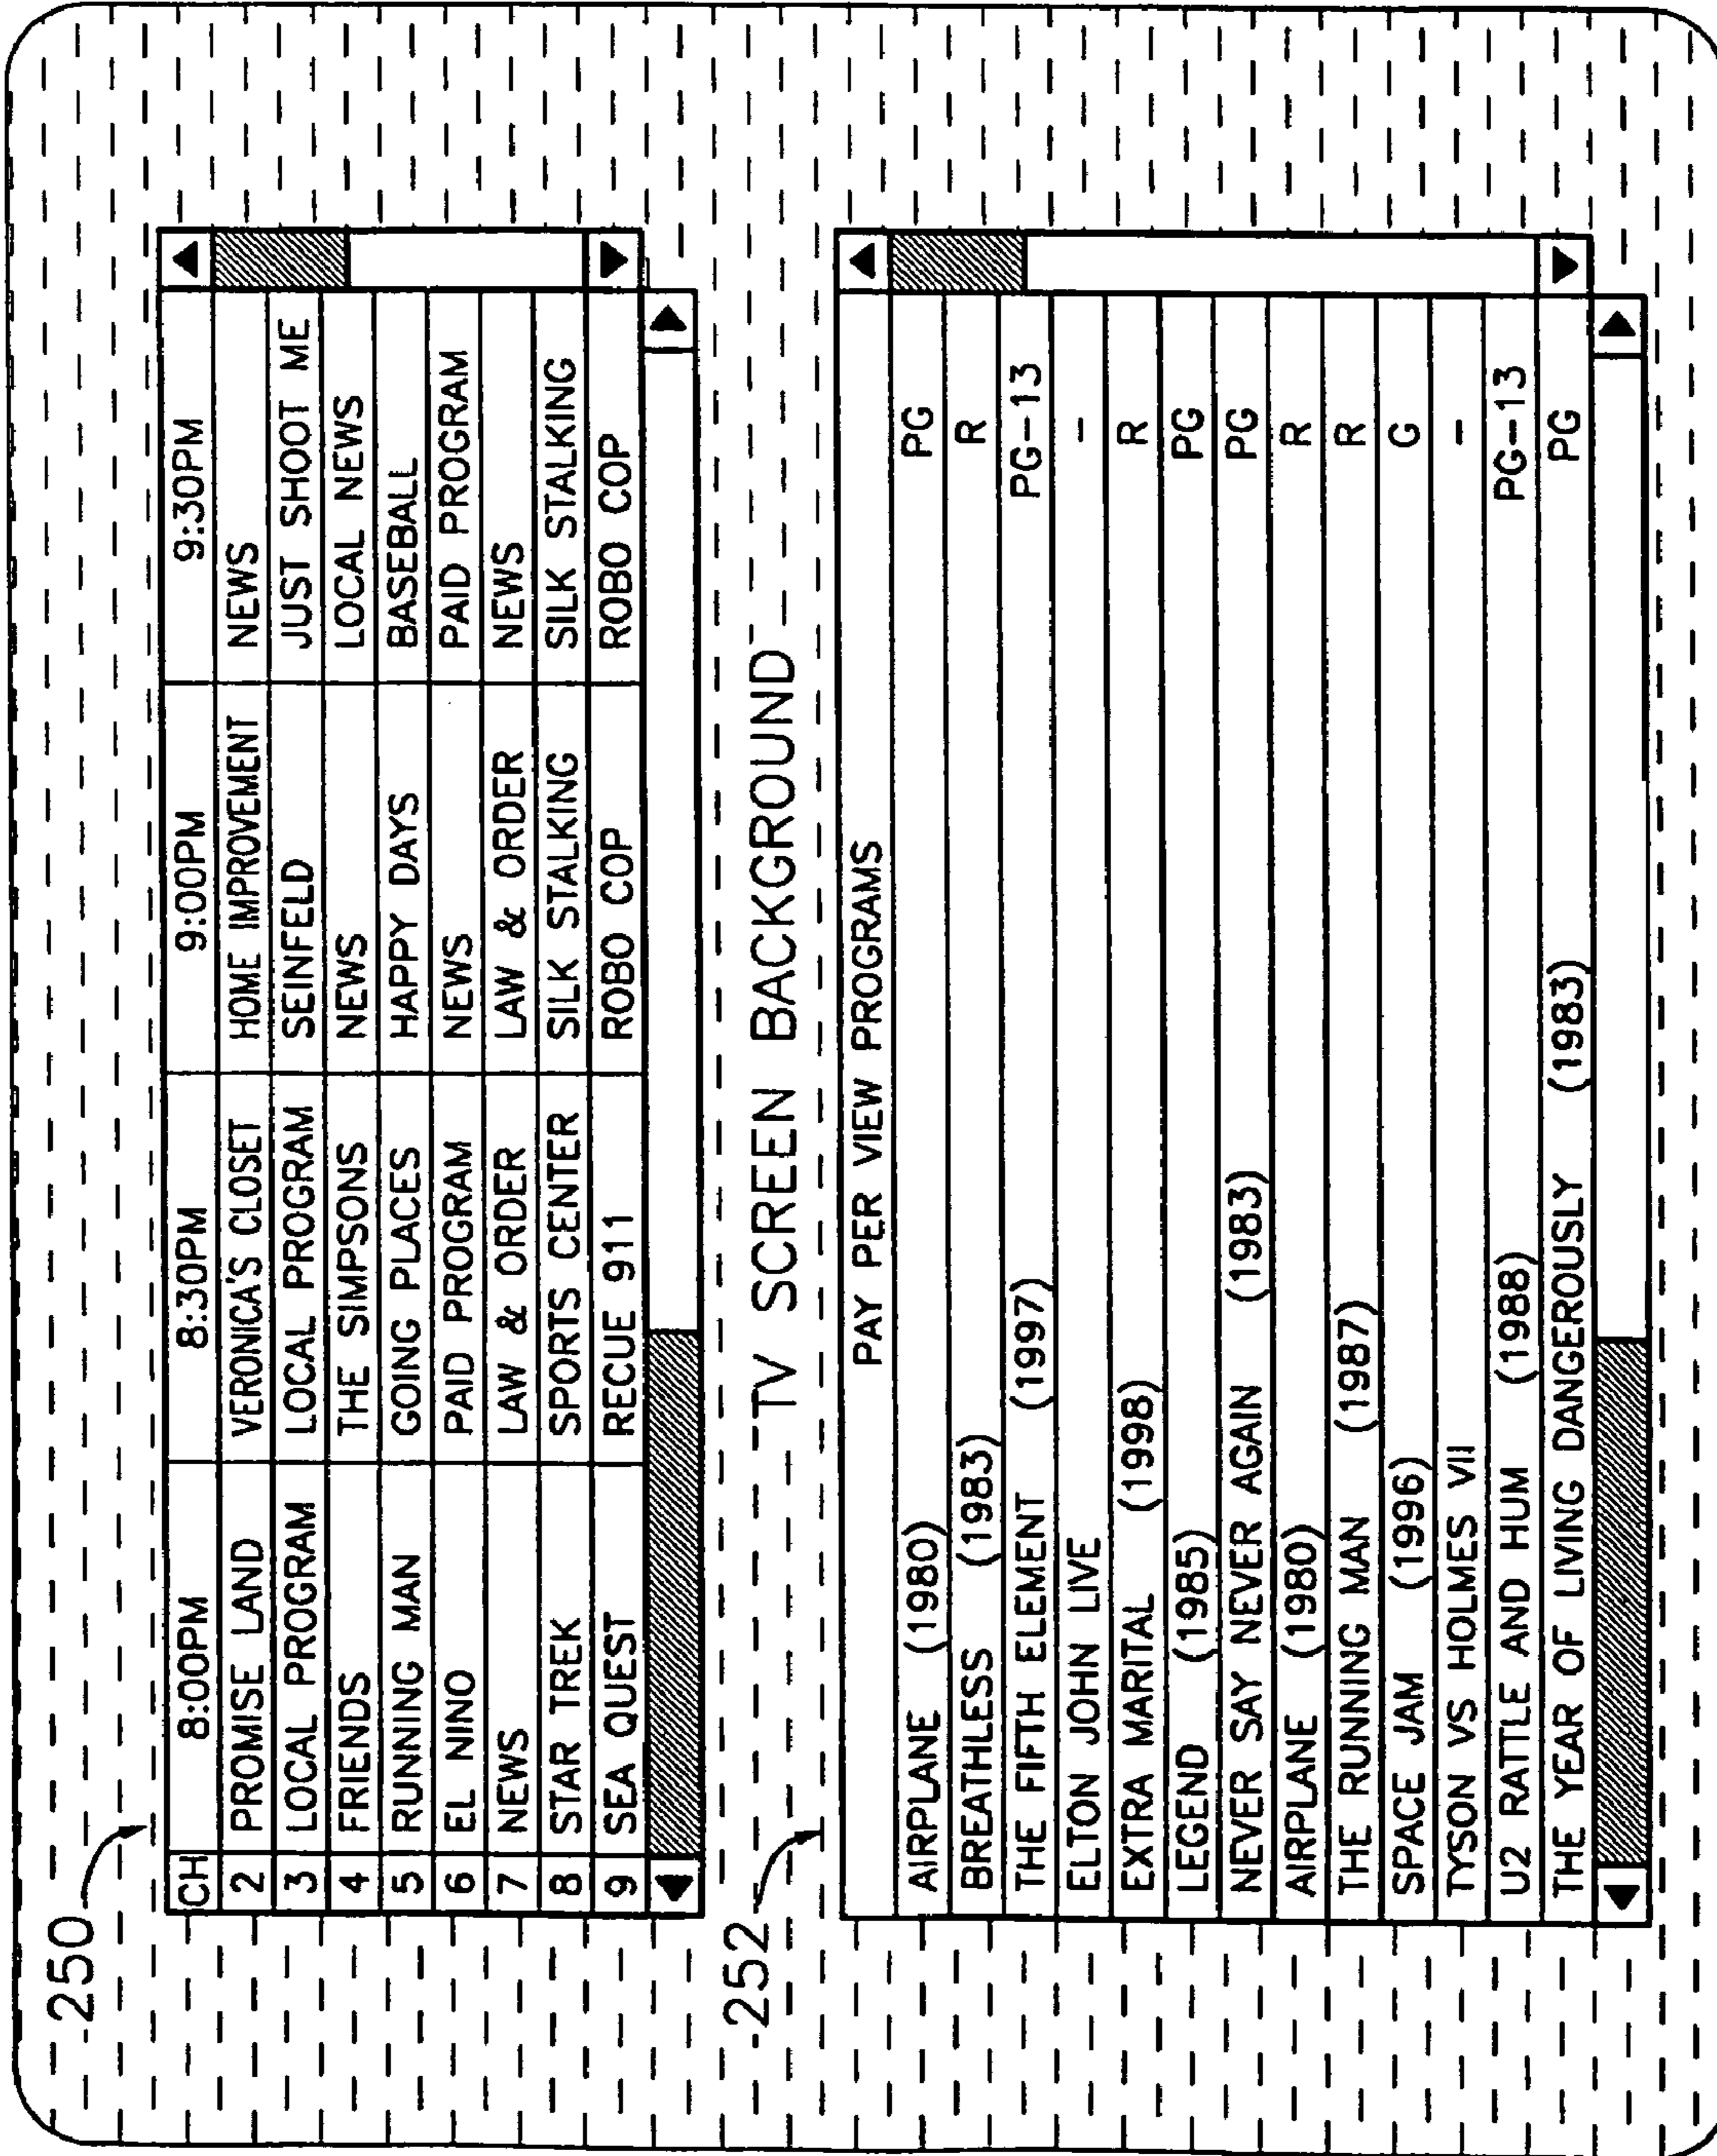 250
CH 8:00PM 8:30PM 9:00PM 9:30PM
2 PROMISE LAND VERONICA'S CLOSET HOME IMPROVEMENT NEWS
3 LOCAL PROGRAM LOCAL PROGRAM SEINFELD JUST SHOOT ME
4 FRIENDS THE SIMPSONS NEWS LOCAL NEWS
5 RUNNING MAN GOING PLACES HAPPY DAYS BASEBALL
6 EL NINO PAID PROGRAM NEWS PAID PROGRAM
7 NEWS LAW & ORDER LAW & ORDER NEWS
8 STAR TREK SPORTS CENTER SILK STALKING SILK STALKING
9 SEA QUEST RECUE 911 ROBO COP ROBO COP
252
TV SCREEN BACKGROUND
PAY PER VIEW PROGRAMS
AIRPLANE (1980) PG
BREATHLESS (1983) R
THE FIFTH ELEMENT (1997) PG-13
ELTON JOHN LIVE -
EXTRA MARITAL (1998) R
LEGEND (1985) PG
NEVER SAY NEVER AGAIN (1983) PG
AIRPLANE (1980) R
THE RUNNING MAN (1987) R
SPACE JAM (1996) G
TYSON VS HOLMES VII -
U2 RATTLE AND HUM (1988) PG-13
THE YEAR OF LIVING DANGEROUSLY (1983) PG